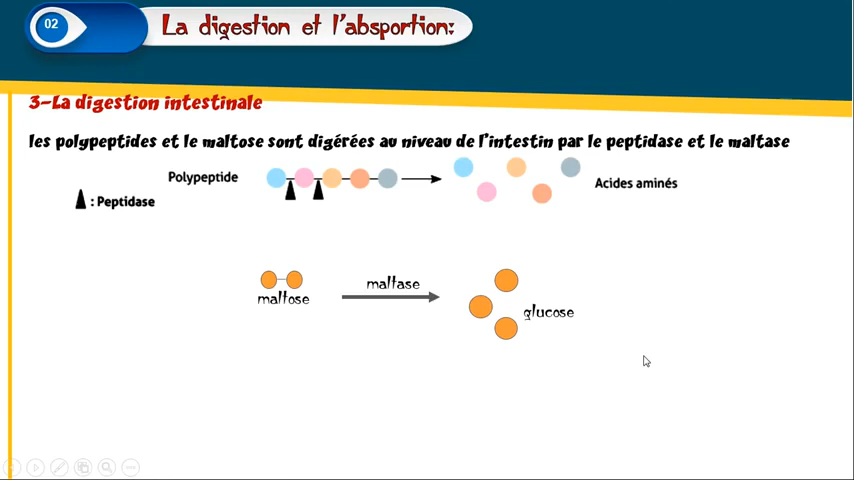 02
La digestion et l'absportion:
3-La digestion intestinale
les polypeptides et le maltose sont digérées au niveau de l'intestin par le peptidase et le maltase
Polypeptide
Acides aminés
: Peptidase
maltase
maltose
glucose